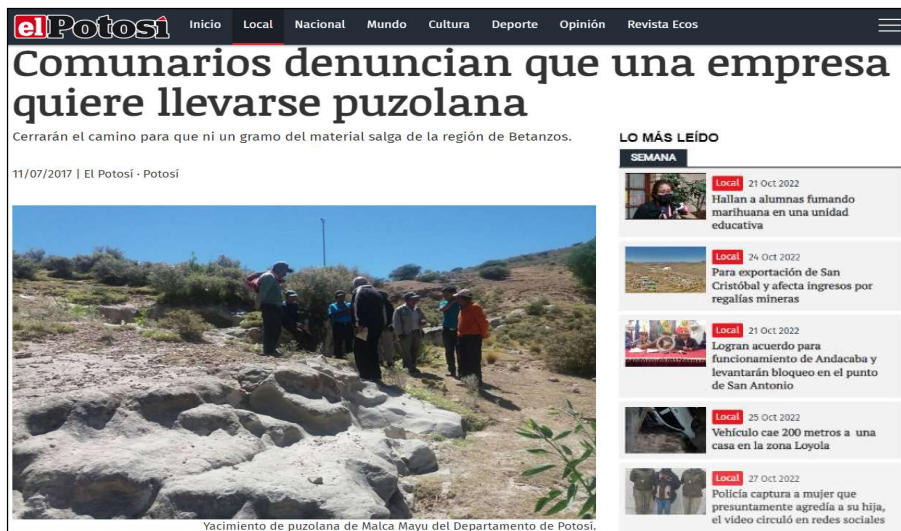 el Potosí Inicio Local Nacional Mundo Cultura Deporte Opinión Revista Ecos
Comunarios denuncian que una empresa
quiere llevarse puzolana
Cerrarán el camino para que ni un gramo del material salga de la región de Betanzos.
11/07/2017 | El Potosí - Potosí
Yacimiento de puzolana de Malca Mayu del Departamento de Potosí.
LO MÁS LEÍDO
SEMANA
Local 21 Oct 2022
Hallan a alumnas fumando
marihuana en una unidad
educativa
Local 24 Oct 2022
Para exportación de San
Cristóbal y afecta ingresos por
regalías mineras
Local 21 Oct 2022
Logran acuerdo para
funcionamiento de Andacaba y
levantarán bloqueo en el punto
de San Antonio
Local 25 Oct 2022
Vehículo cae 200 metros a una
casa en la zona Loyola
Local 27 Oct 2022
Policía captura a mujer que
presuntamente agredía a su hija,
el video circuló en redes sociales